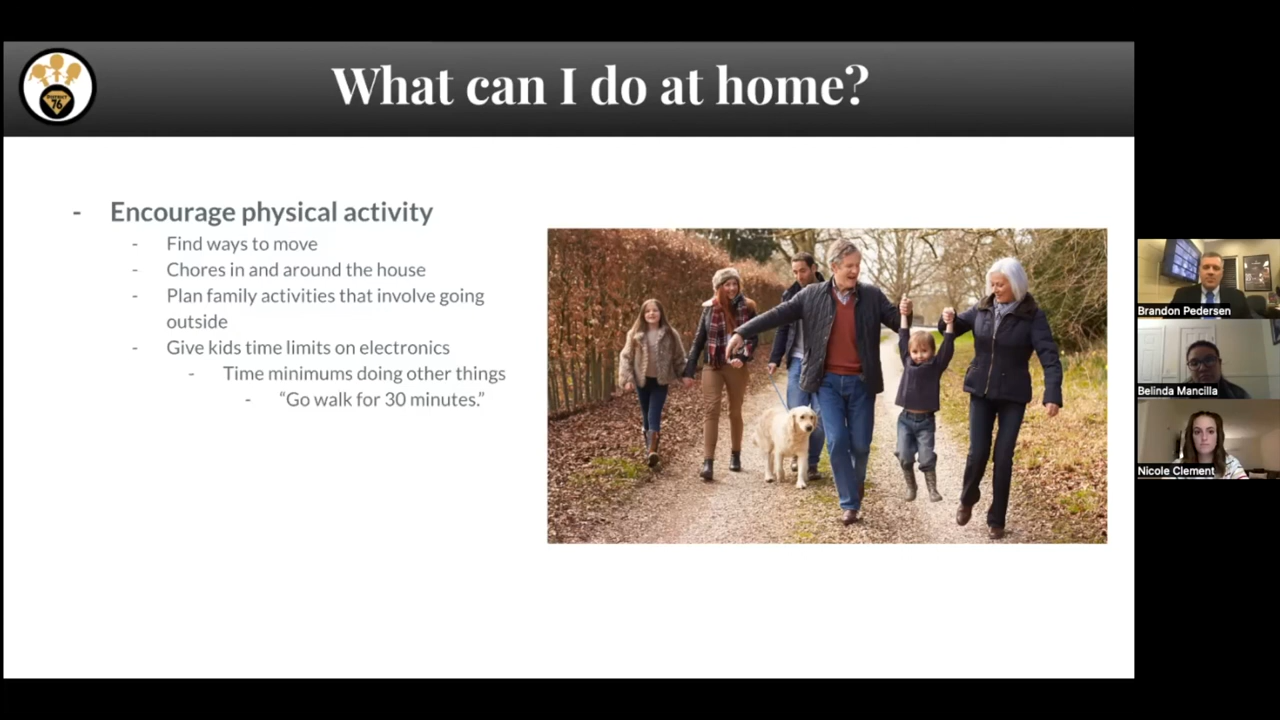 What can I do at home?
DISTRICT
76
- Encourage physical activity
- Find ways to move
- Chores in and around the house
- Plan family activities that involve going
outside
- Give kids time limits on electronics
- Time minimums doing other things
- “Go walk for 30 minutes.”
Brandon Pedersen
Belinda Mancilla
Nicole Clement